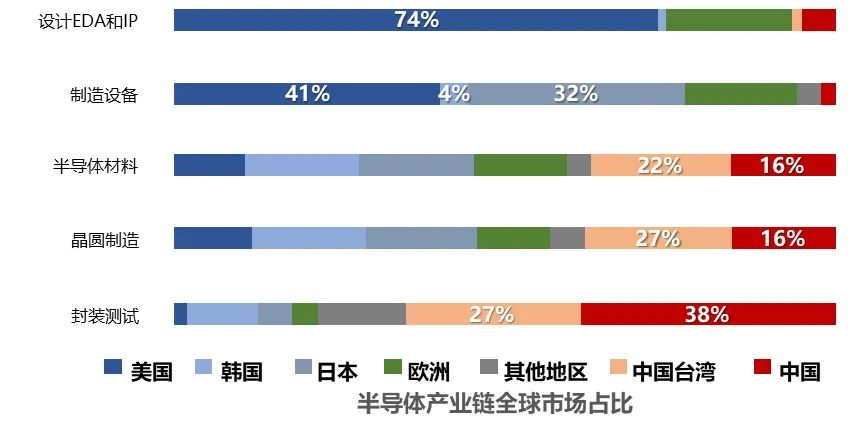 设计EDA和IP 74%
制造设备 41% 4% 32%
半导体材料 22% 16%
晶圆制造 27% 16%
封装测试 27% 38%
美国 韩国 日本 欧洲 其他地区 中国台湾 中国
半导体产业链全球市场占比